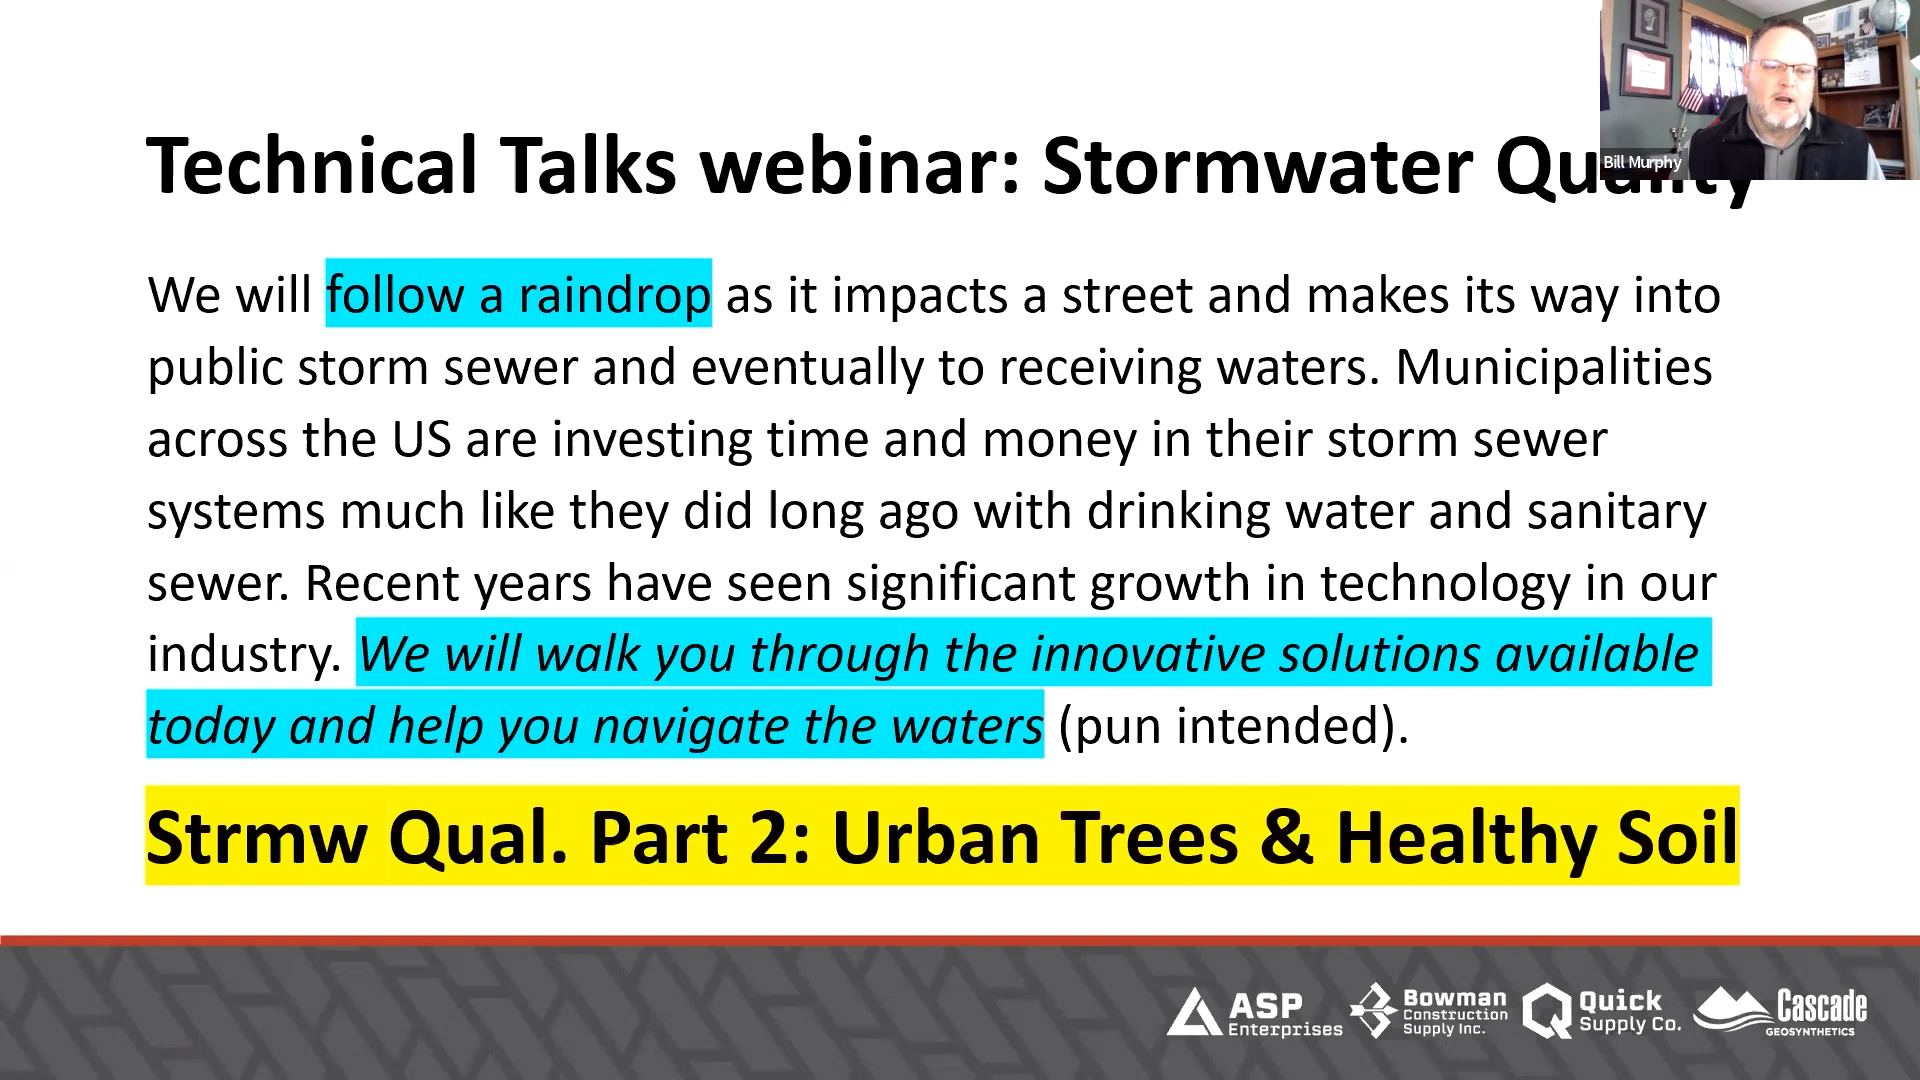 Technical Talks webinar: Stormwater Quality
Bill Murphy
We will follow a raindrop as it impacts a street and makes its way into
public storm sewer and eventually to receiving waters. Municipalities
across the US are investing time and money in their storm sewer
systems much like they did long ago with drinking water and sanitary
sewer. Recent years have seen significant growth in technology in our
industry. We will walk you through the innovative solutions available
today and help you navigate the waters (pun intended).
Strmw Qual. Part 2: Urban Trees & Healthy Soil
ASP
Enterprises
Bowman
Construction
Supply Inc.
Quick
Supply Co.
Cascade
GEOSYNTHETICS